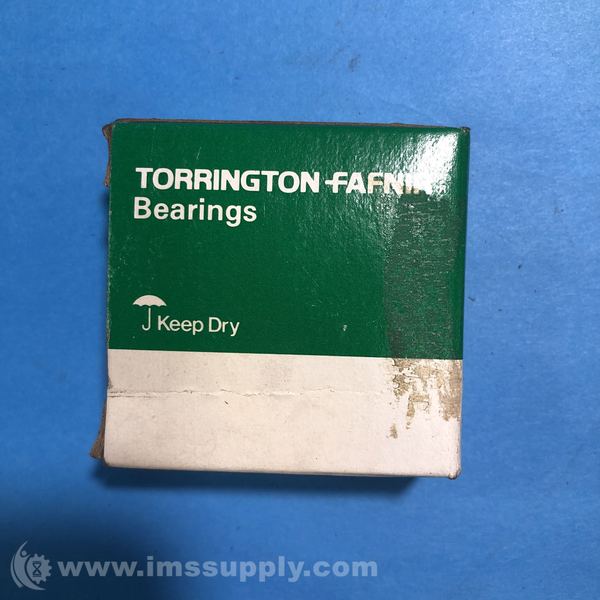 TORRINGTON FAFNIR
Bearings
Keep Dry
www.imssupply.com